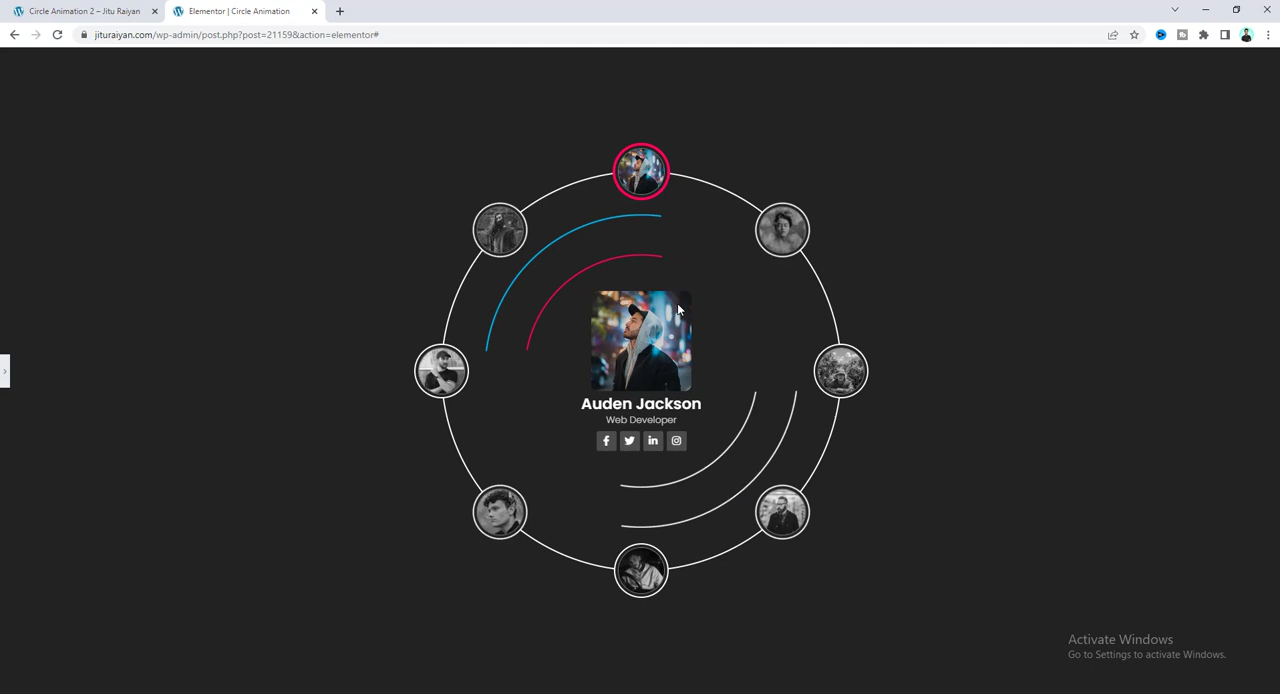 Circle Animation 2 – Jitu Raiyan
Elementor | Circle Animation
jituraiyan.com/wp-admin/post.php?post=21159&action=elementor#
Auden Jackson
Web Developer
Activate Windows
Go to Settings to activate Windows.